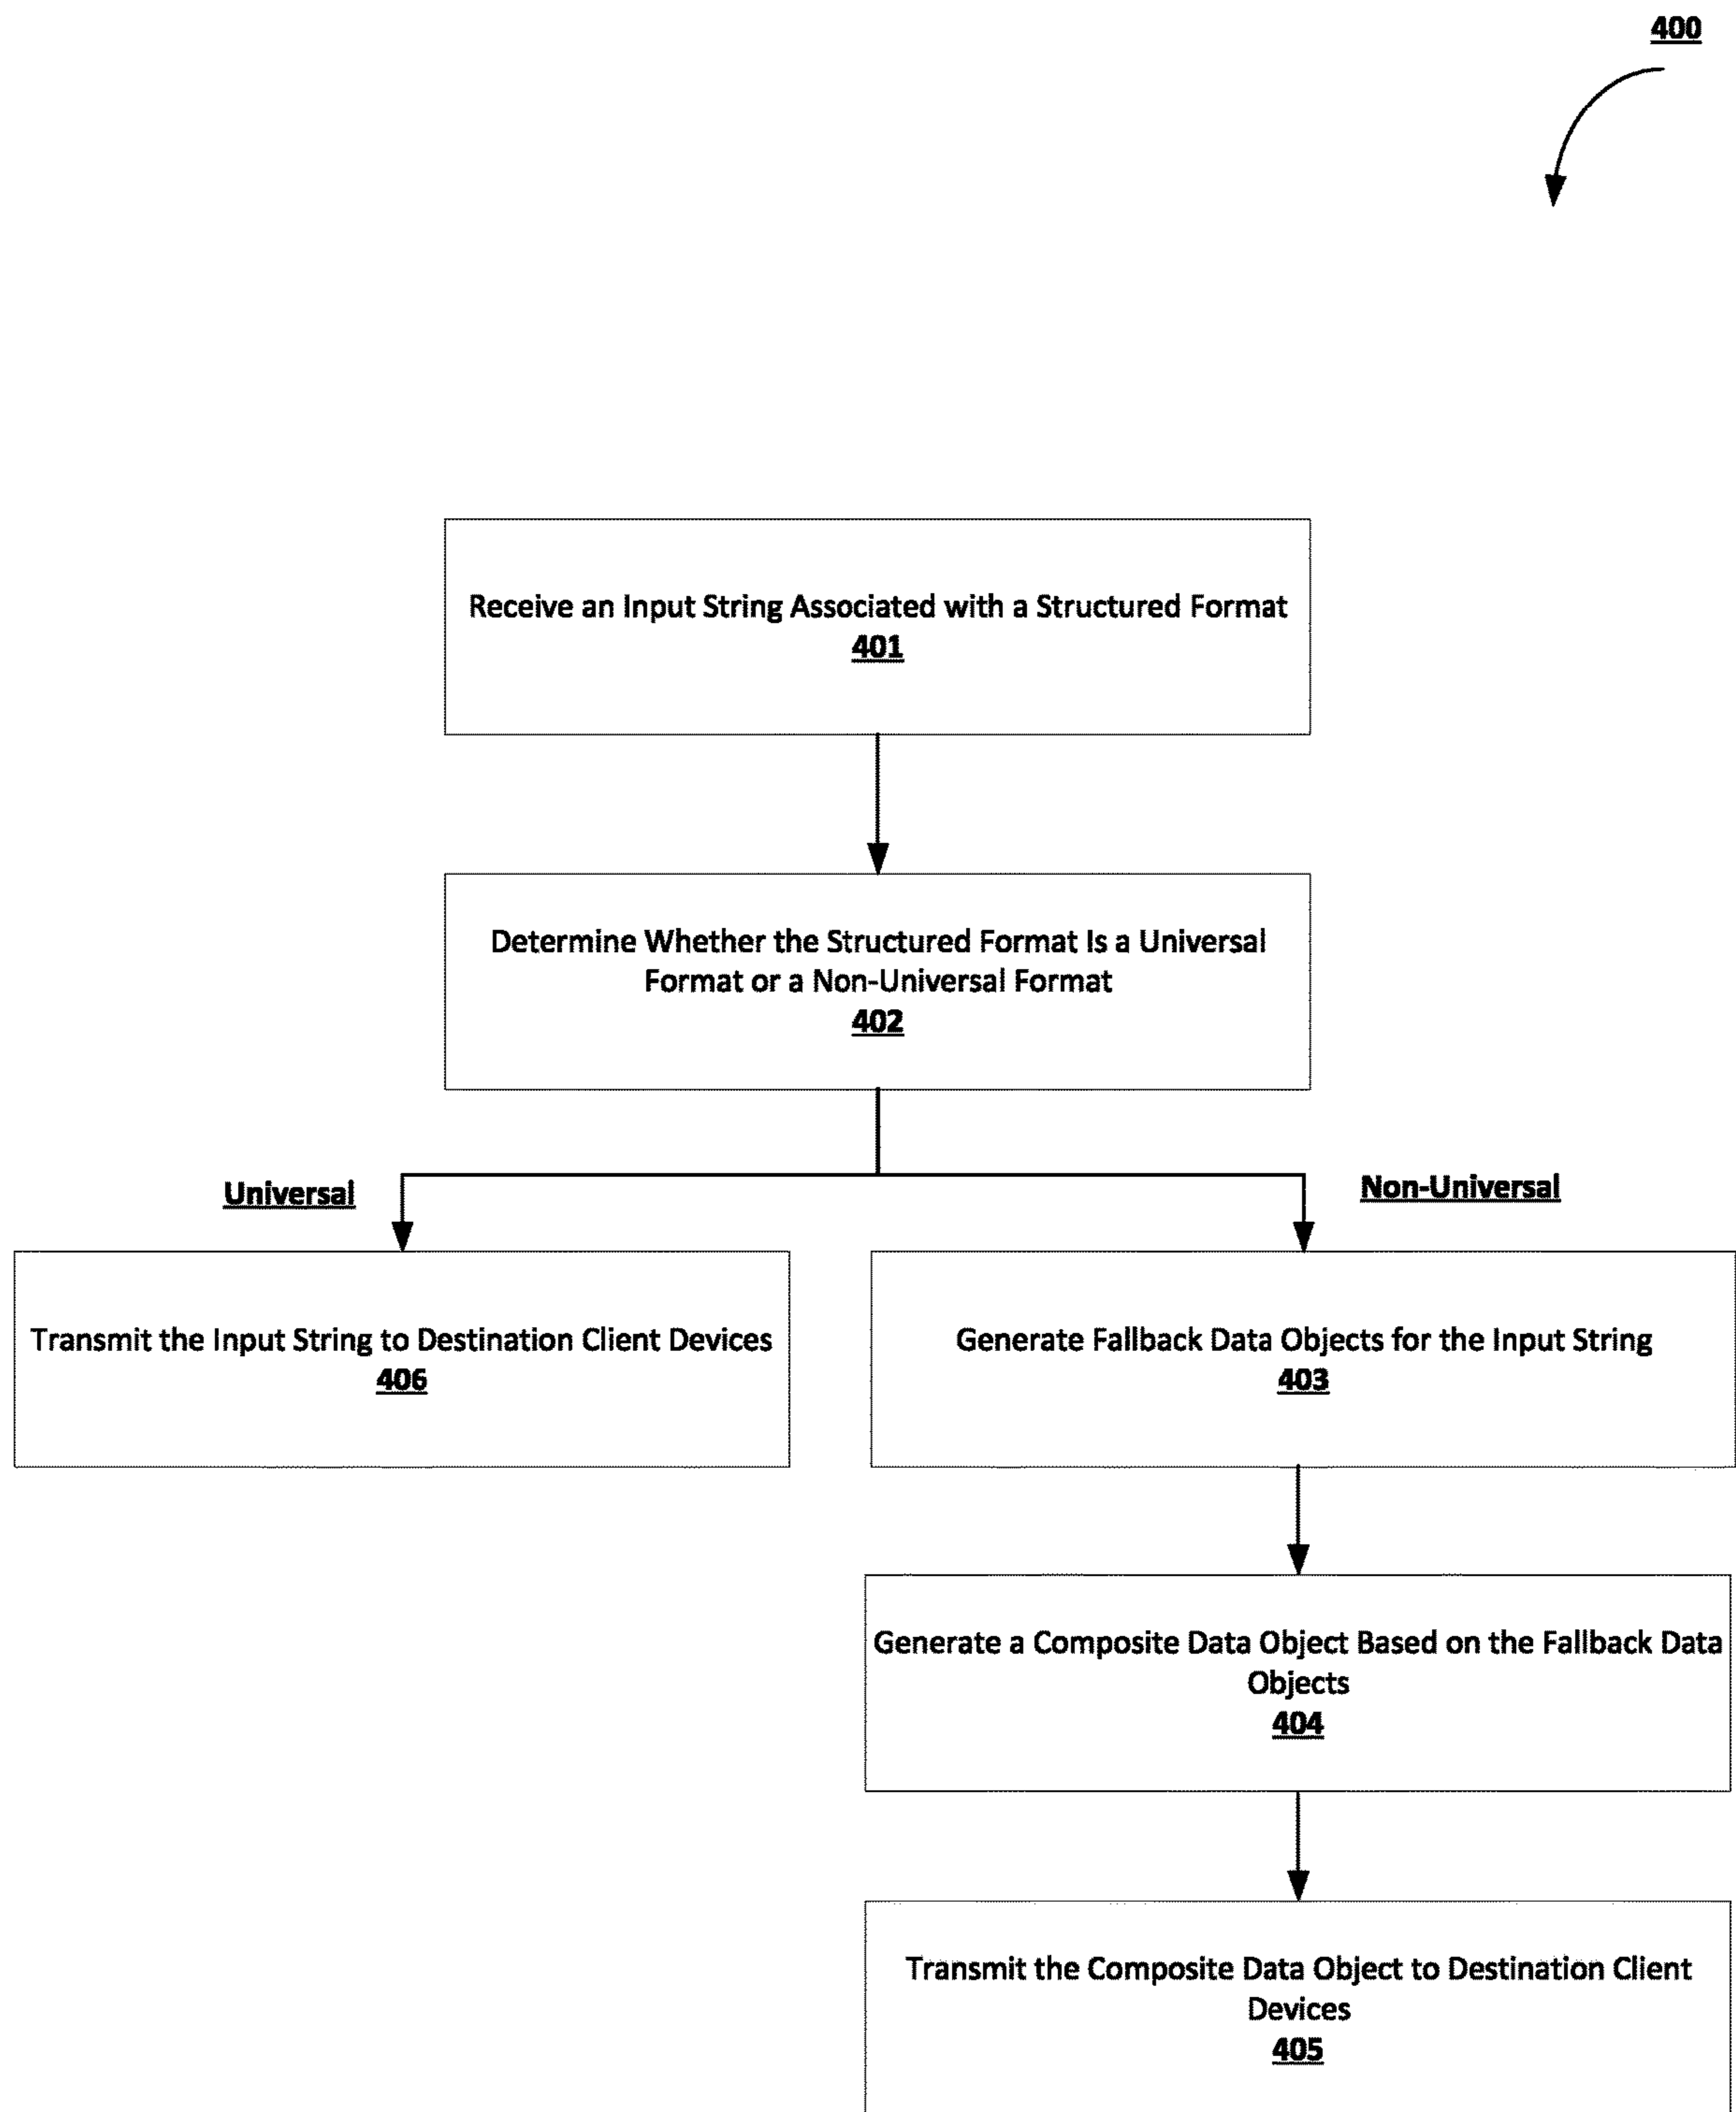 400
Receive an Input String Associated with a Structured Format
401
Determine Whether the Structured Format Is a Universal
Format or a Non-Universal Format
402
Universal
Non-Universal
Transmit the Input String to Destination Client Devices
406
Generate Fallback Data Objects for the Input String
403
Generate a Composite Data Object Based on the Fallback Data
Objects
404
Transmit the Composite Data Object to Destination Client
Devices
405